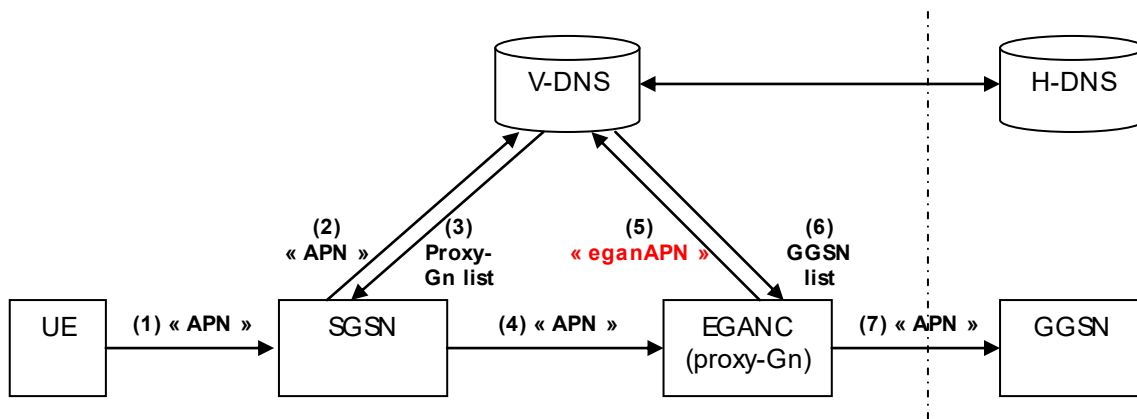 V-DNS
H-DNS
(2)
« APN »
(3)
Proxy-
Gn list
(5)
« eganAPN »
(6)
GGSN
list
UE
(1) « APN »
SGSN
(4) « APN »
EGANC
(proxy-Gn)
(7) « APN »
GGSN